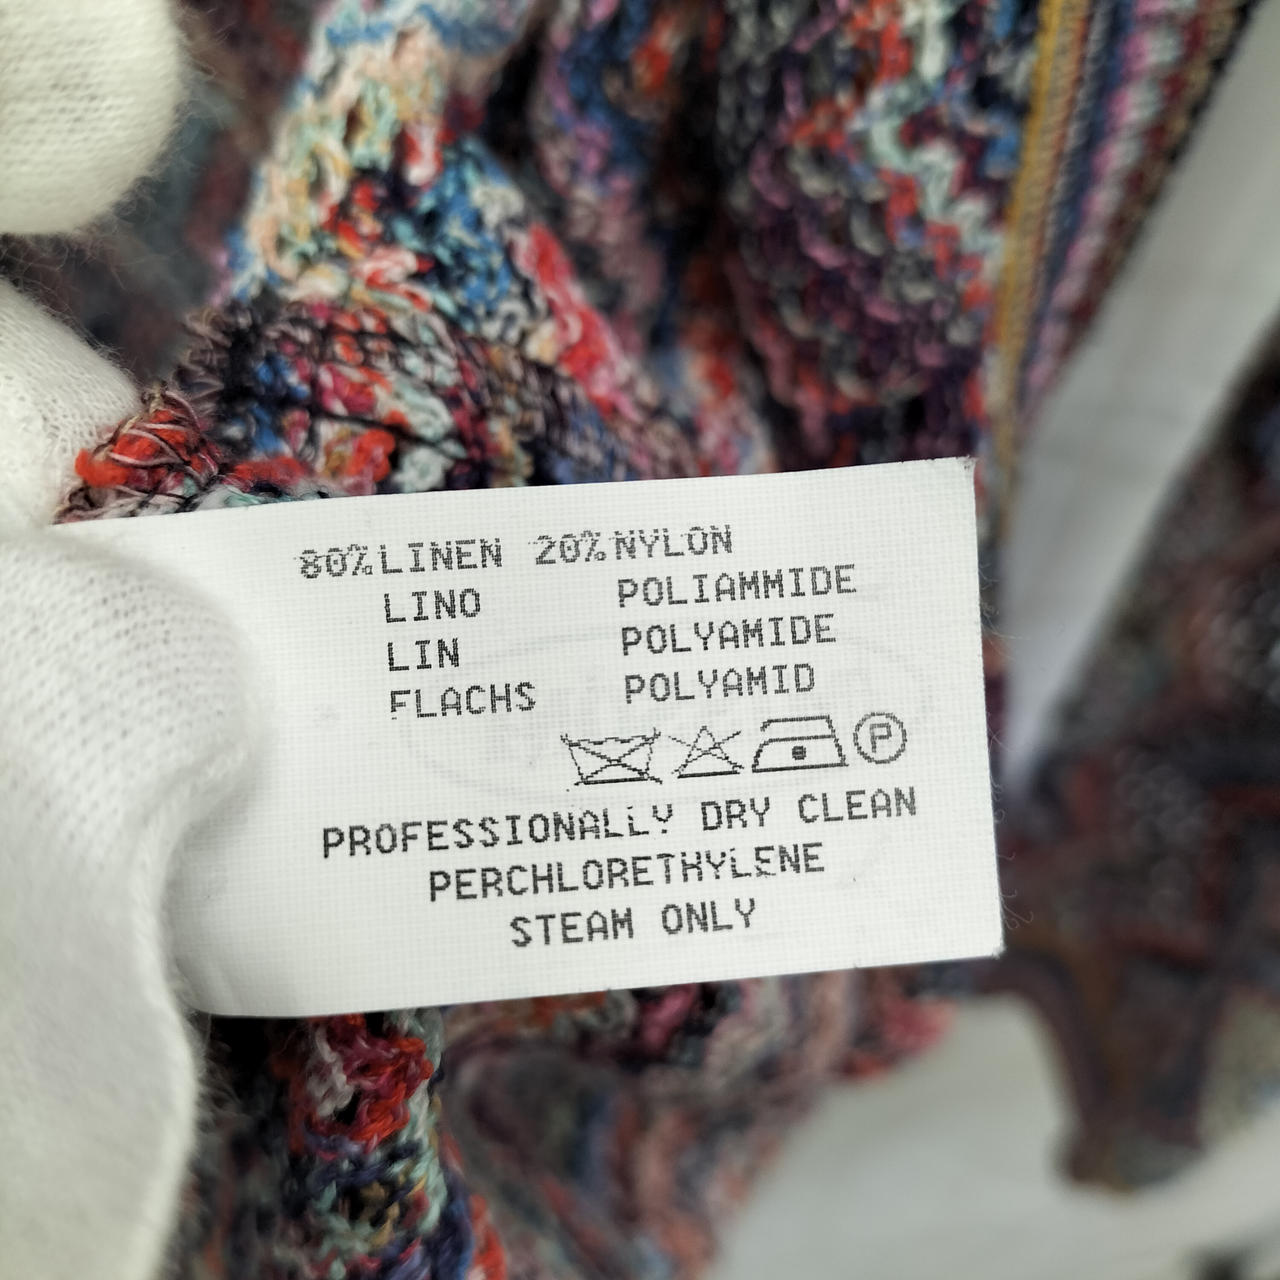 80% LINEN 20% NYLON
LINO POLIAMMIDE
LIN POLYAMIDE
FLACHS POLYAMID
P
PROFESSIONALLY DRY CLEAN
PERCHLORETHYLENE
STEAM ONLY